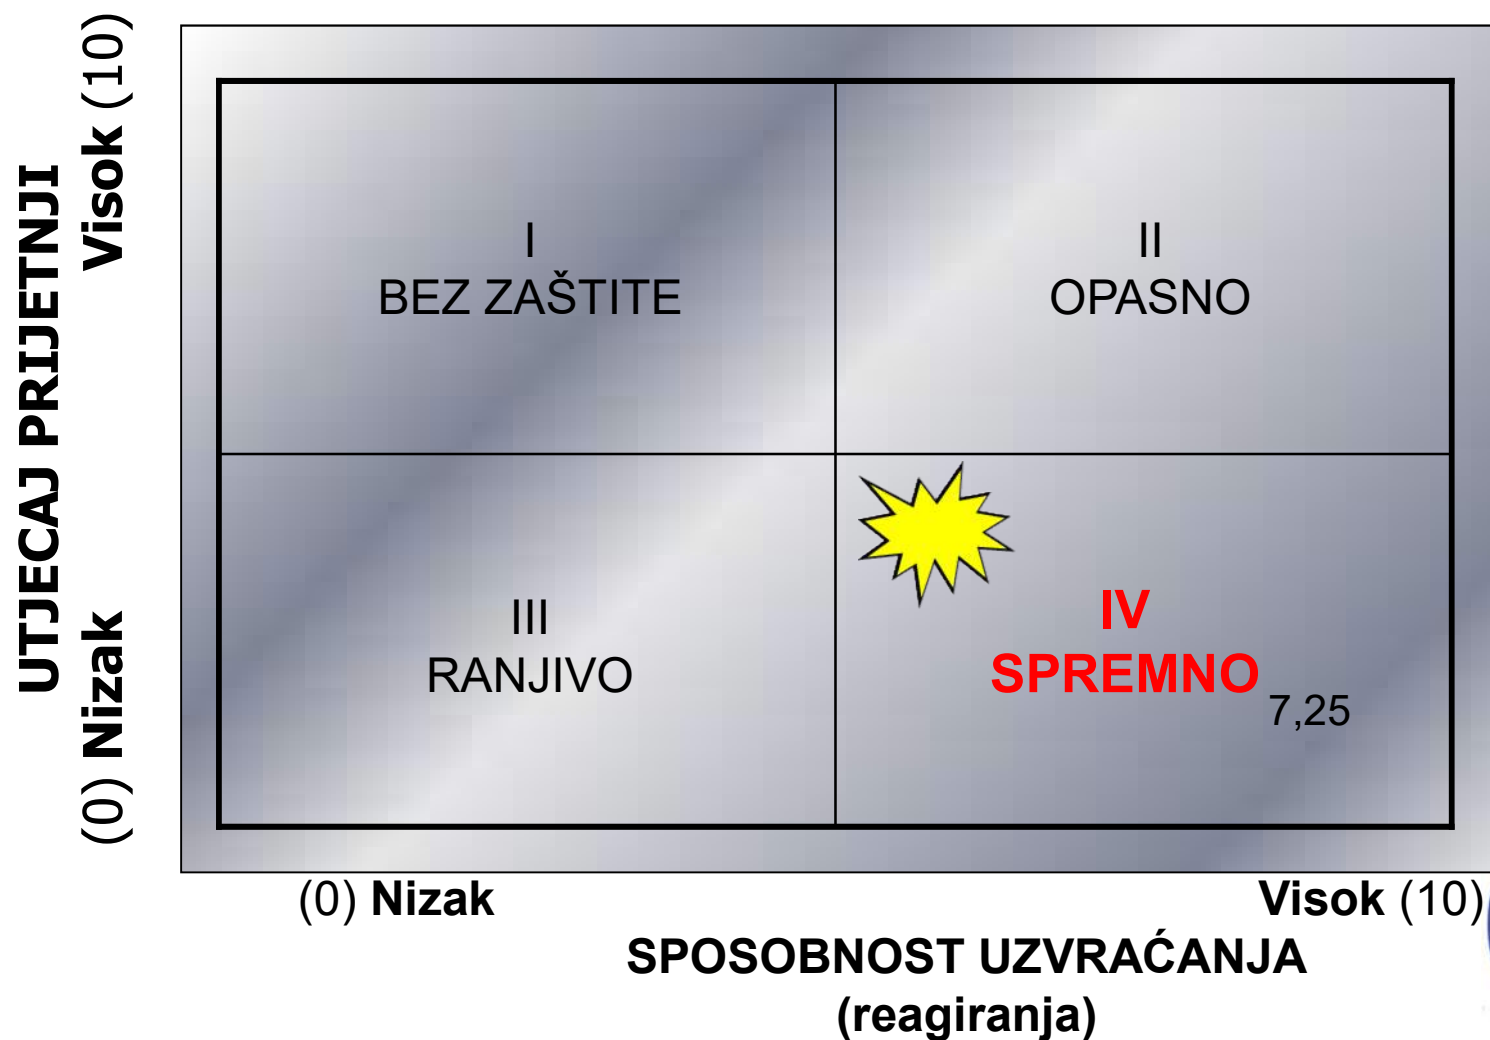 UTJECAJ PRIJETNJI
(0) Nizak
Visok (10)
I
BEZ ZAŠTITE
II
OPASNO
III
RANJIVO
IV
SPREMNO
7,25
(0) Nizak
Visok (10)
SPOSOBNOST UZVRAĆANJA
(reagiranja)